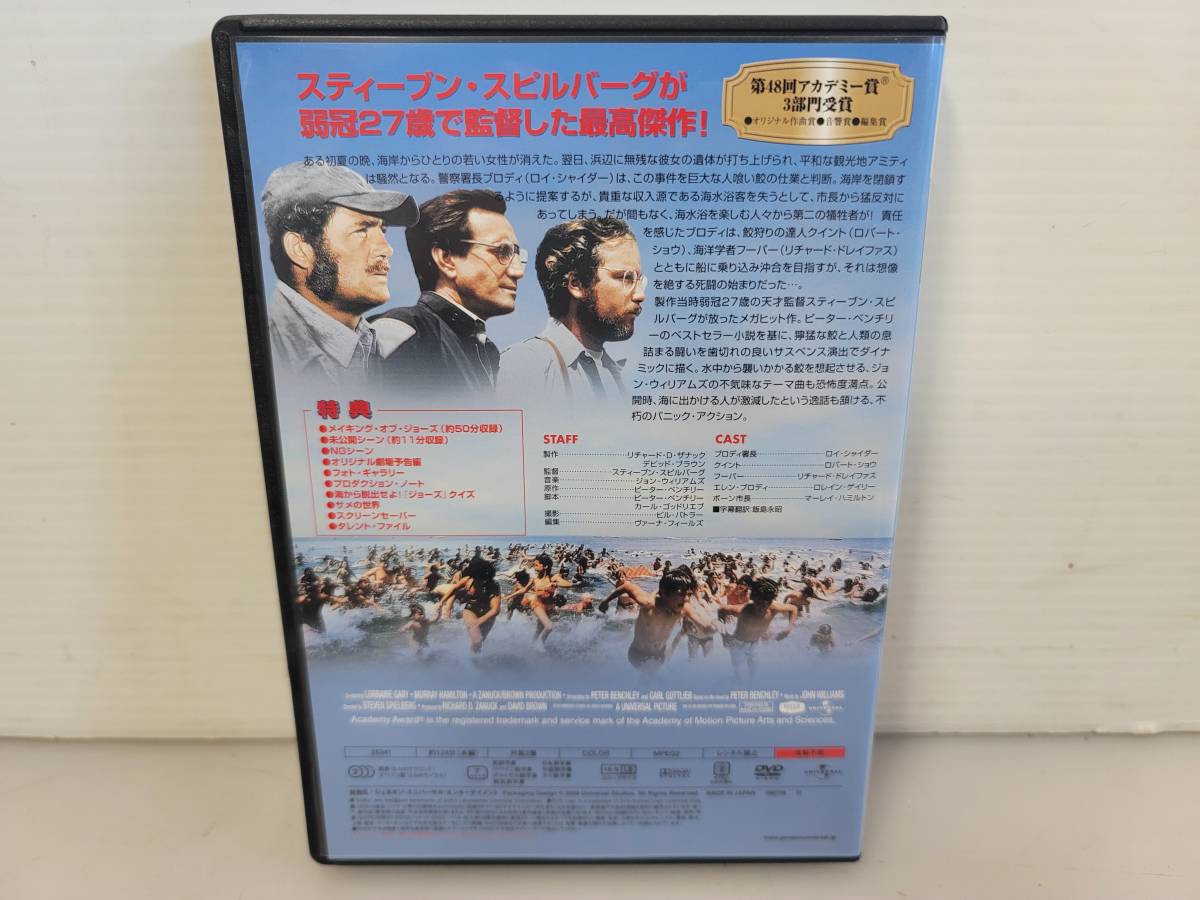 スティーブン・スピルバーグが
弱冠27歳で監督した最高傑作!
第48回アカデミー賞®
3部門受賞
●オリジナル作曲賞●音響賞●編集賞
ある初夏の晩、海岸からひとりの若い女性が消えた。翌日、浜辺に無残な彼女の遺体が打ち上げられ、平和な観光地アミティ
は騒然となる。警察署長ブロディ(ロイ・シャイダー)は、この事件を巨大な人喰い鮫の仕業と判断。海岸を閉鎖す
るように提案するが、貴重な収入源である海水浴客を失うとして、市長から猛反対に
あってしまう。だが間もなく、海水浴を楽しむ人々から第二の犠牲者が! 責任
を感じたブロディは、鮫狩りの達人クイント(ロバート・
ショウ)、海洋学者フーパー(リチャード・ドレイファス)
とともに船に乗り込み沖合を目指すが、それは想像
を絶する死闘の始まりだった…。
製作当時弱冠27歳の天才監督スティーブン・スピ
ルバーグが放ったメガヒット作。ピーター・ベンチリ
ーのベストセラー小説を基に、獰猛な鮫と人類の息
詰まる闘いを歯切れの良いサスペンス演出でダイナ
ミックに描く。水中から襲いかかる鮫を想起させる、ジョ
ン・ウィリアムズの不気味なテーマ曲も恐怖度満点。公
開時、海に出かける人が激減したという逸話も頷ける、不
朽のパニック・アクション。
特典
●メイキング・オブ・ジョーズ(約50分収録)
●未公開シーン(約11分収録)
●NGシーン
●オリジナル劇場予告編
●フォト・ギャラリー
●プロダクション・ノート
●海から脱出せよ!「ジョーズ」クイズ
●サメの世界
●スクリーンセーバー
●タレント・ファイル
STAFF
製作 リチャード・D・ザナック
デビッド・ブラウン
監督 スティーブン・スピルバーグ
音楽 ジョン・ウィリアムズ
原作 ピーター・ベンチリー
脚本 ピーター・ベンチリー
カール・ゴッドリエブ
撮影 ビル・バトラー
編集 ヴァーナ・フィールズ
CAST
ブロディ署長 ロイ・シャイダー
クイント ロバート・ショウ
フーパー リチャード・ドレイファス
エレン・ブロディ ロレイン・ゲイリー
ボーン市長 マーレイ・ハミルトン
■字幕翻訳:飯島永昭
LORRAINE GARY • MURRAY HAMILTON • A ZANUCK/BROWN PRODUCTION PETER BENCHLEY and CARL GOTTLIEB PETER BENCHLEY JOHN WILLIAMS
STEVEN SPIELBERG RICHARD D. ZANUCK and DAVID BROWN A UNIVERSAL PICTURE
Academy Award® is the registered trademark and service mark of the Academy of Motion Picture Arts and Sciences.
COLOR MPEG2 レンタル禁止
DVD
UNIVERSAL
MADE IN JAPAN